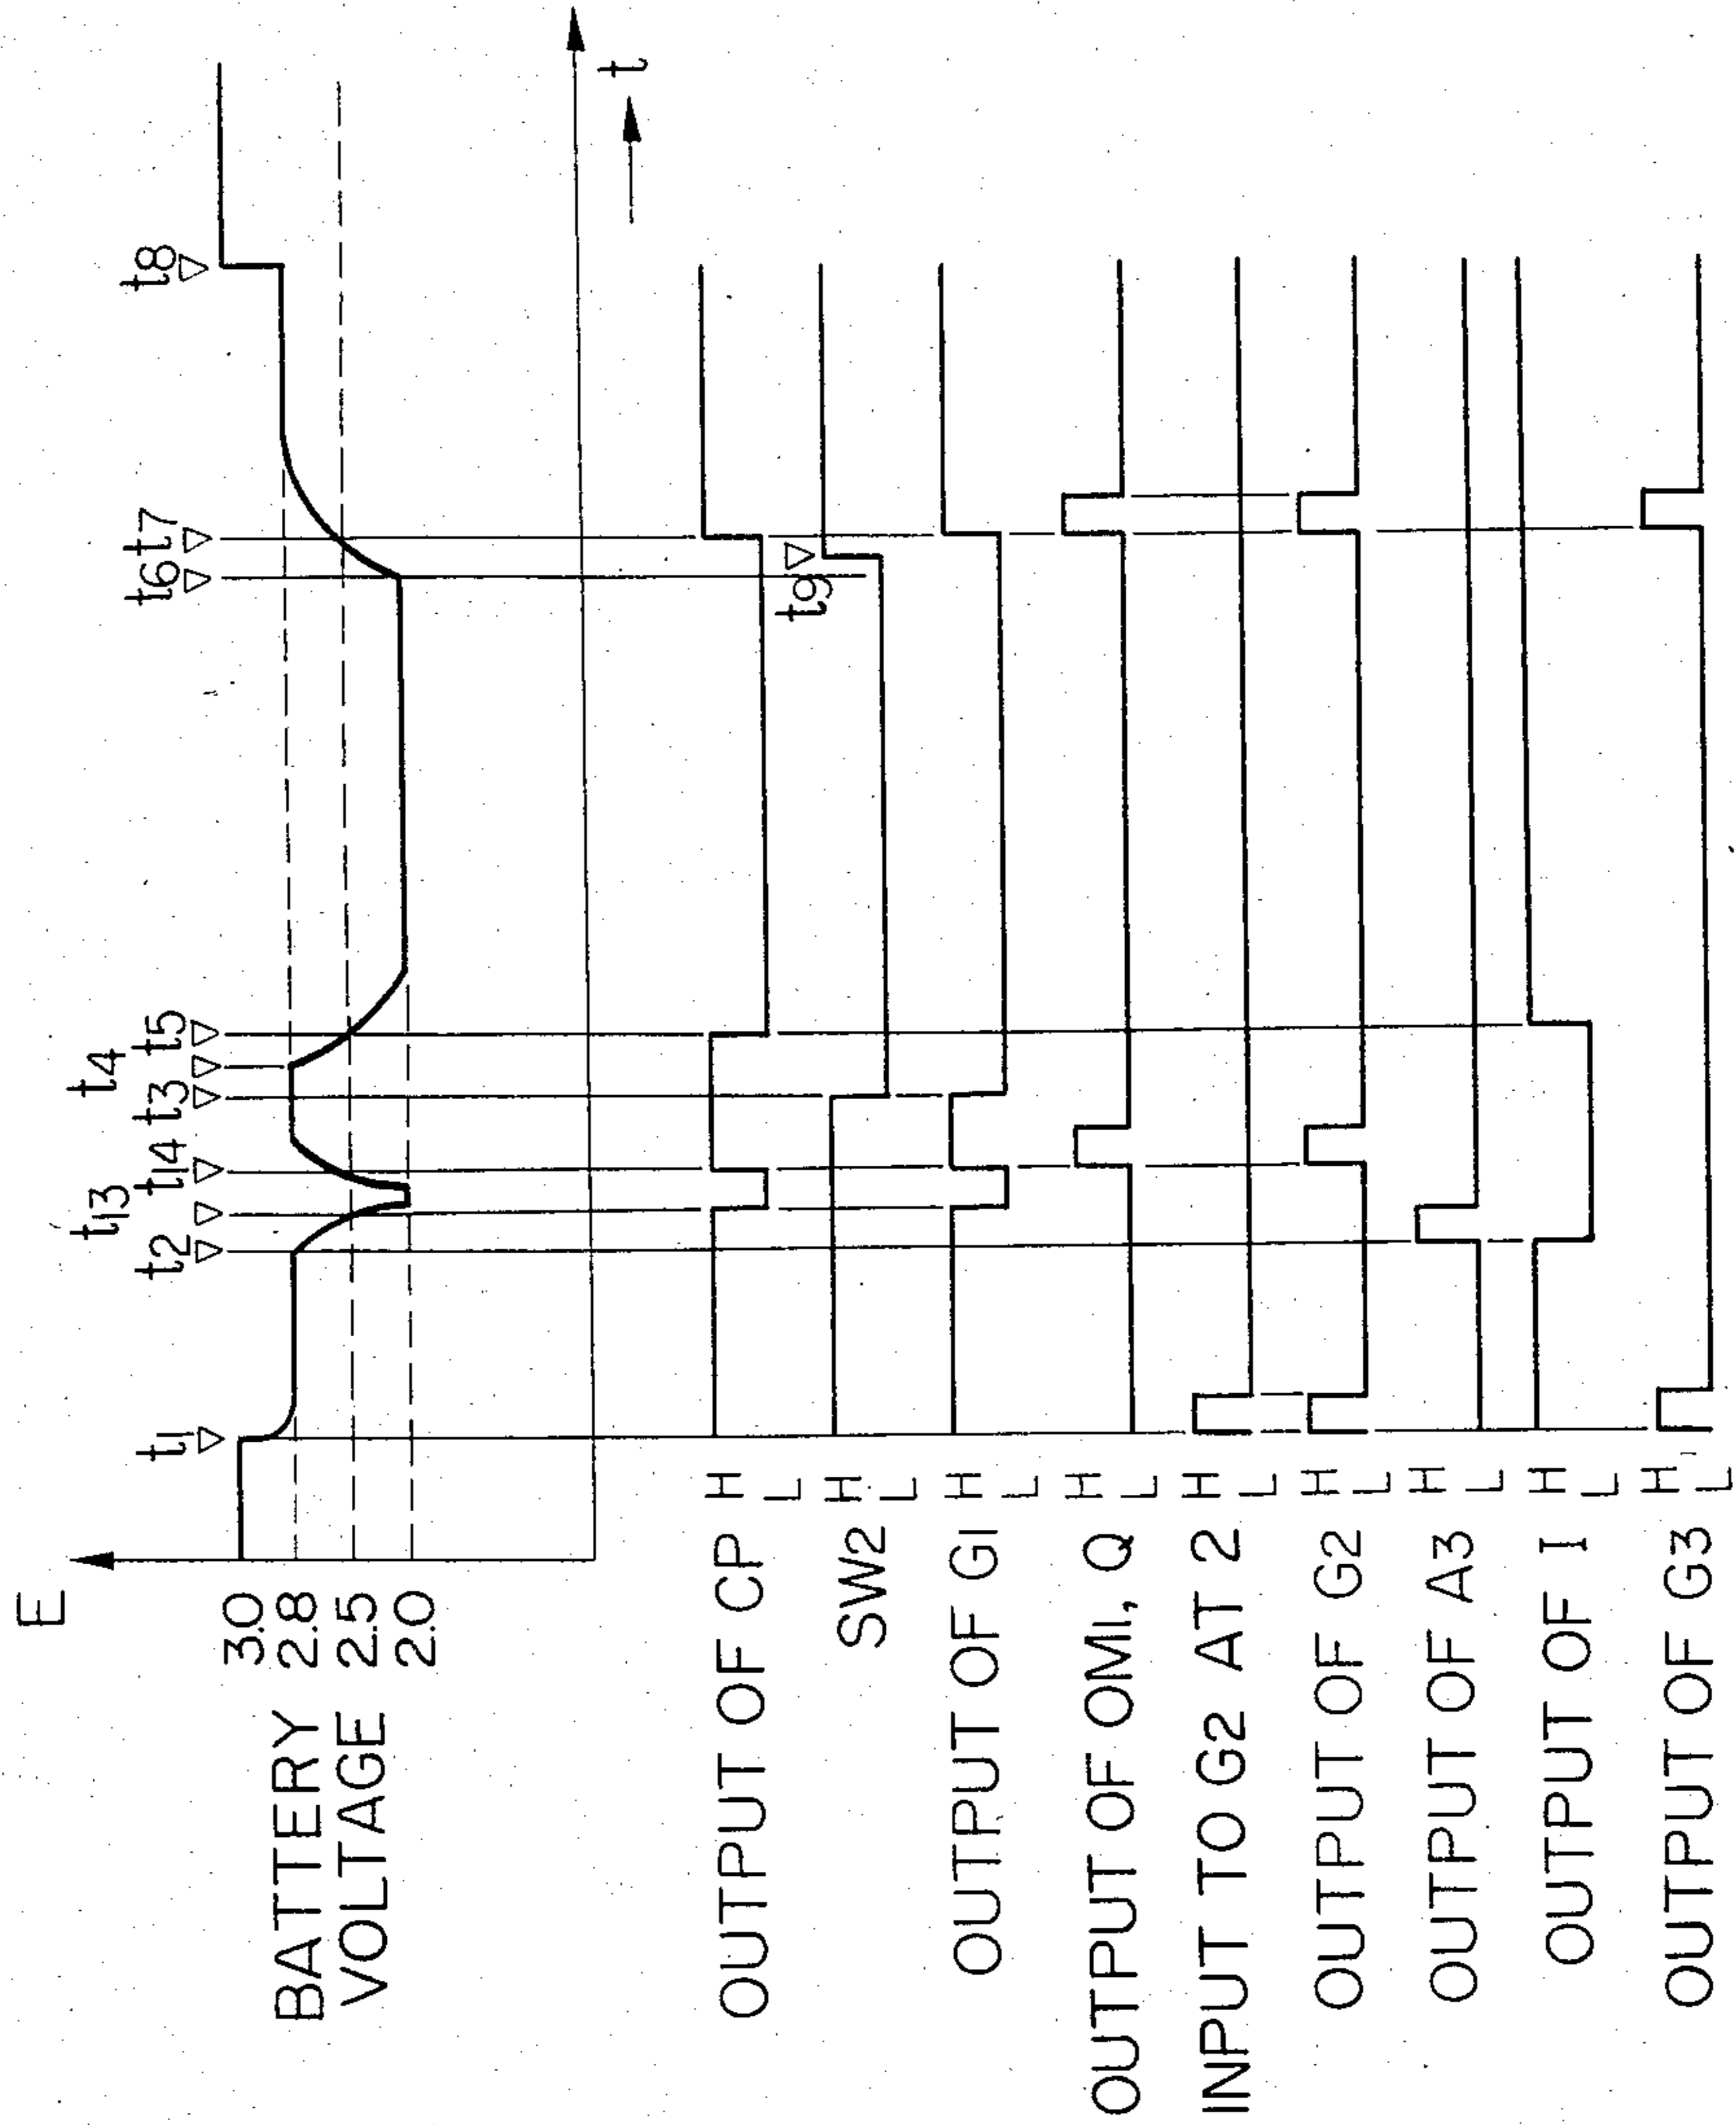 E
BATTERY
VOLTAGE
3.0
2.8
2.5
2.0
t1
t2
t13
t14
t3
t4
t5
t6
t7
t8
t
OUTPUT OF CP H L
SW2 H L
t9
OUTPUT OF G1 H L
OUTPUT OF OM1, Q H L
INPUT TO G2 AT 2 H L
OUTPUT OF G2 H L
OUTPUT OF A3 H L
OUTPUT OF I H L
OUTPUT OF G3 H L